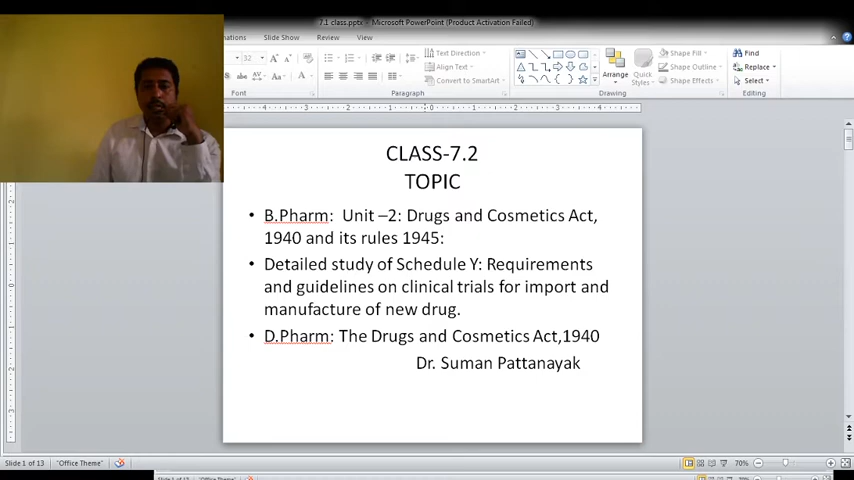 7.1 class.pptx - Microsoft PowerPoint (Product Activation Failed)
Slide Show Review View
32
Text Direction
Align Text
Convert to SmartArt
Paragraph
Arrange
Quick Styles
Shape Fill
Shape Outline
Shape Effects
Drawing
Find
Replace
Select
Editing
CLASS-7.2
TOPIC
• B.Pharm: Unit –2: Drugs and Cosmetics Act,
1940 and its rules 1945:
• Detailed study of Schedule Y: Requirements
and guidelines on clinical trials for import and
manufacture of new drug.
• D.Pharm: The Drugs and Cosmetics Act,1940
Dr. Suman Pattanayak
Slide 1 of 13 "Office Theme" 70%